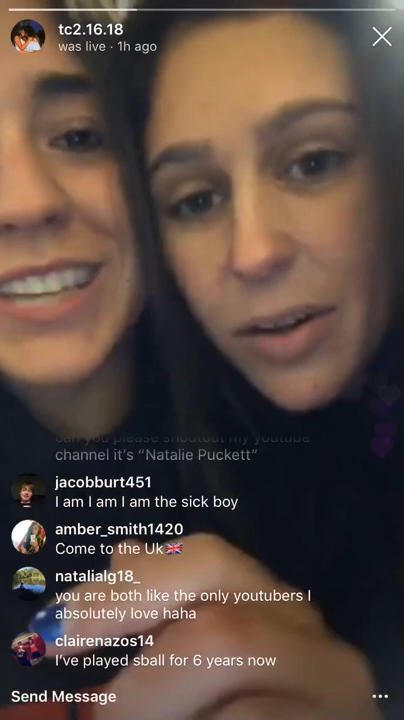 tc2.16.18
was live · 1h ago
can you please shoutout my youtube
channel it's “Natalie Puckett”
jacobburt451
I am I am I am the sick boy
amber_smith1420
Come to the Uk🇬🇧
natalialg18_
you are both like the only youtubers I
absolutely love haha
clairenazos14
I've played sball for 6 years now
Send Message